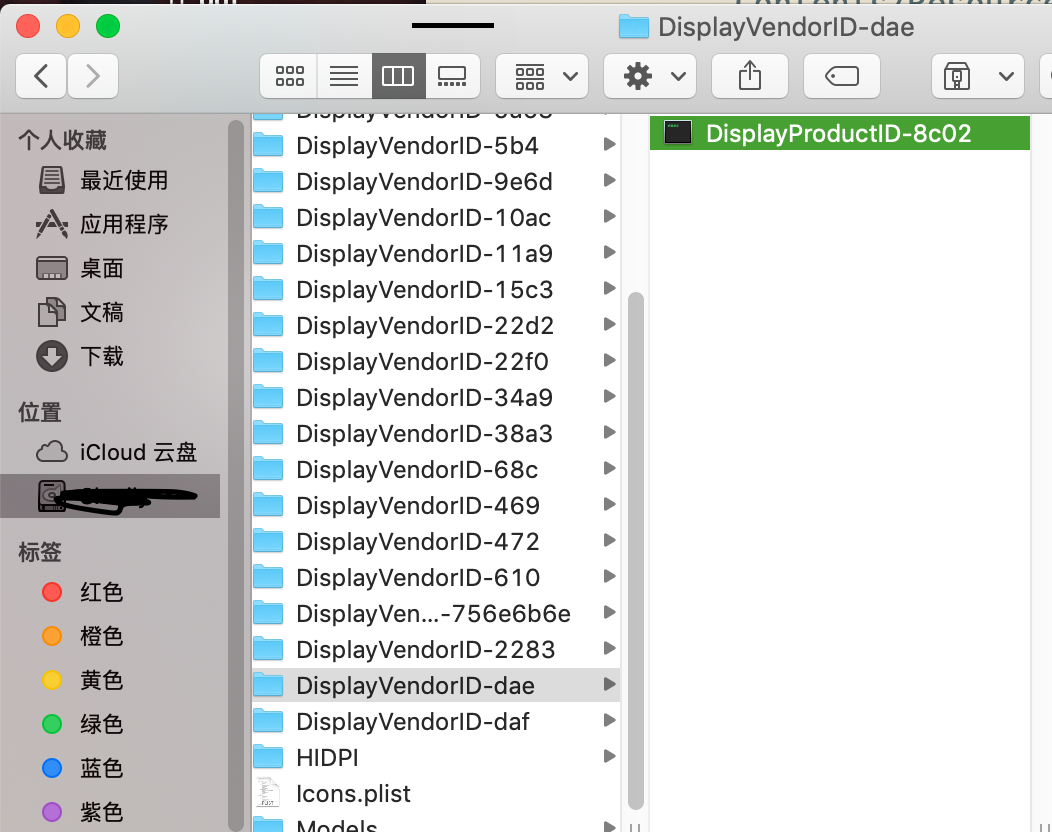 DisplayVendorID-dae
个人收藏
最近使用
应用程序
桌面
文稿
下载
位置
iCloud 云盘
标签
红色
橙色
黄色
绿色
蓝色
紫色
DisplayVendorID-5b4
DisplayVendorID-9e6d
DisplayVendorID-10ac
DisplayVendorID-11a9
DisplayVendorID-15c3
DisplayVendorID-22d2
DisplayVendorID-22f0
DisplayVendorID-34a9
DisplayVendorID-38a3
DisplayVendorID-68c
DisplayVendorID-469
DisplayVendorID-472
DisplayVendorID-610
DisplayVen...-756e6b6e
DisplayVendorID-2283
DisplayVendorID-dae
DisplayVendorID-daf
HIDPI
Icons.plist
Models
DisplayProductID-8c02